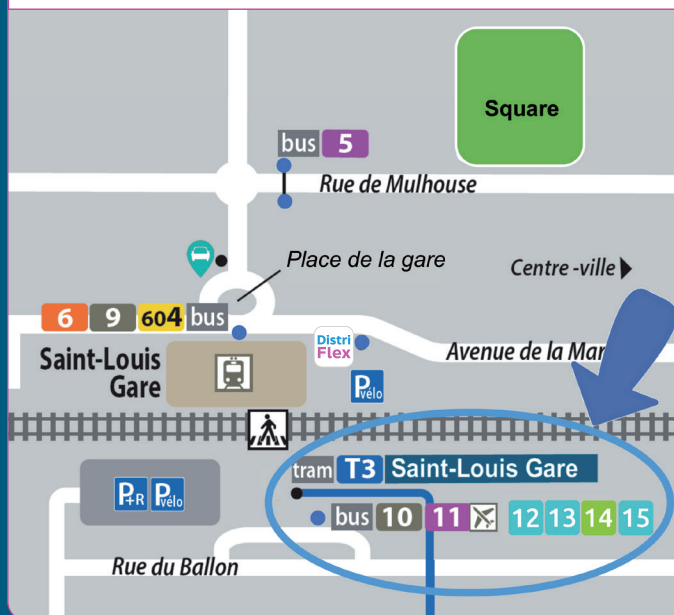 Square
bus 5
Rue de Mulhouse
Place de la gare
Centre -ville
6 9 604 bus
Distri
Flex
Avenue de la Mar
Saint-Louis
Gare
Pvélo
tram T3 Saint-Louis Gare
P+R Pvélo
bus 10 11 12 13 14 15
Rue du Ballon